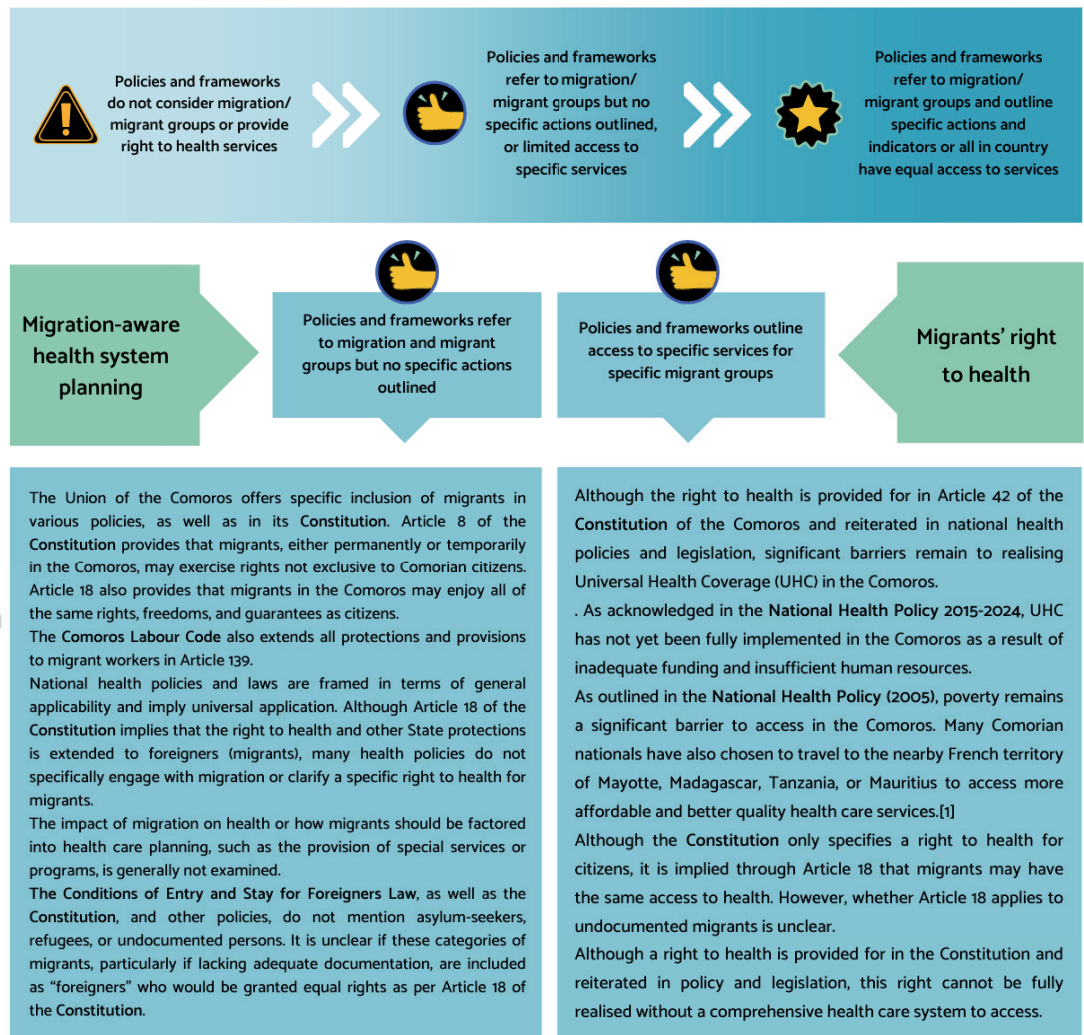 Policies and frameworks
do not consider migration/
migrant groups or provide
right to health services
Policies and frameworks
refer to migration/
migrant groups but no
specific actions outlined,
or limited access to
specific services
Policies and frameworks
refer to migration/
migrant groups and outline
specific actions and
indicators or all in country
have equal access to services
Migration-aware
health system
planning
Policies and frameworks refer
to migration and migrant
groups but no specific actions
outlined
Policies and frameworks outline
access to specific services for
specific migrant groups
Migrants' right
to health
The Union of the Comoros offers specific inclusion of migrants in
various policies, as well as in its Constitution. Article 8 of the
Constitution provides that migrants, either permanently or temporarily
in the Comoros, may exercise rights not exclusive to Comorian citizens.
Article 18 also provides that migrants in the Comoros may enjoy all of
the same rights, freedoms, and guarantees as citizens.
The Comoros Labour Code also extends all protections and provisions
to migrant workers in Article 139.
National health policies and laws are framed in terms of general
applicability and imply universal application. Although Article 18 of the
Constitution implies that the right to health and other State protections
is extended to foreigners (migrants), many health policies do not
specifically engage with migration or clarify a specific right to health for
migrants.
The impact of migration on health or how migrants should be factored
into health care planning, such as the provision of special services or
programs, is generally not examined.
The Conditions of Entry and Stay for Foreigners Law, as well as the
Constitution, and other policies, do not mention asylum-seekers,
refugees, or undocumented persons. It is unclear if these categories of
migrants, particularly if lacking adequate documentation, are included
as "foreigners" who would be granted equal rights as per Article 18 of
the Constitution.
Although the right to health is provided for in Article 42 of the
Constitution of the Comoros and reiterated in national health
policies and legislation, significant barriers remain to realising
Universal Health Coverage (UHC) in the Comoros.
. As acknowledged in the National Health Policy 2015-2024, UHC
has not yet been fully implemented in the Comoros as a result of
inadequate funding and insufficient human resources.
As outlined in the National Health Policy (2005), poverty remains
a significant barrier to access in the Comoros. Many Comorian
nationals have also chosen to travel to the nearby French territory
of Mayotte, Madagascar, Tanzania, or Mauritius to access more
affordable and better quality health care services.[1]
Although the Constitution only specifies a right to health for
citizens, it is implied through Article 18 that migrants may have
the same access to health. However, whether Article 18 applies to
undocumented migrants is unclear.
Although a right to health is provided for in the Constitution and
reiterated in policy and legislation, this right cannot be fully
realised without a comprehensive health care system to access.